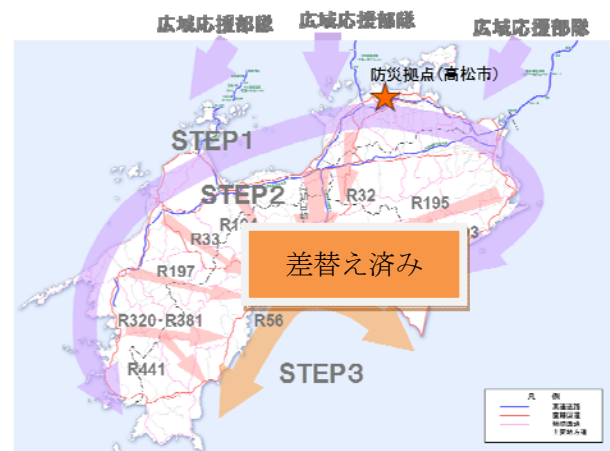 広域応援部隊
広域応援部隊
広域応援部隊
防災拠点(高松市)
STEP1
STEP2
R32
R195
R33
R197
差替え済み
R320・R381
R56
R441
STEP3
凡 例